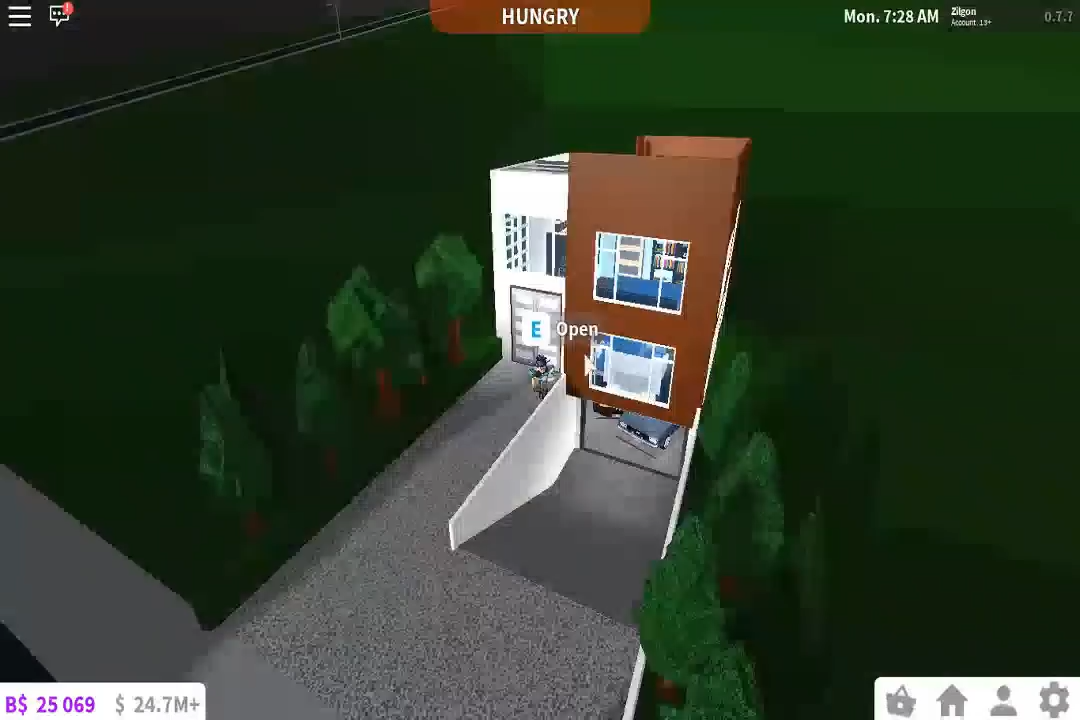 HUNGRY
Mon. 7:28 AM
Zilgon
Account: 13+
0.7.7
E Open
B$ 25 069 $ 24.7M+